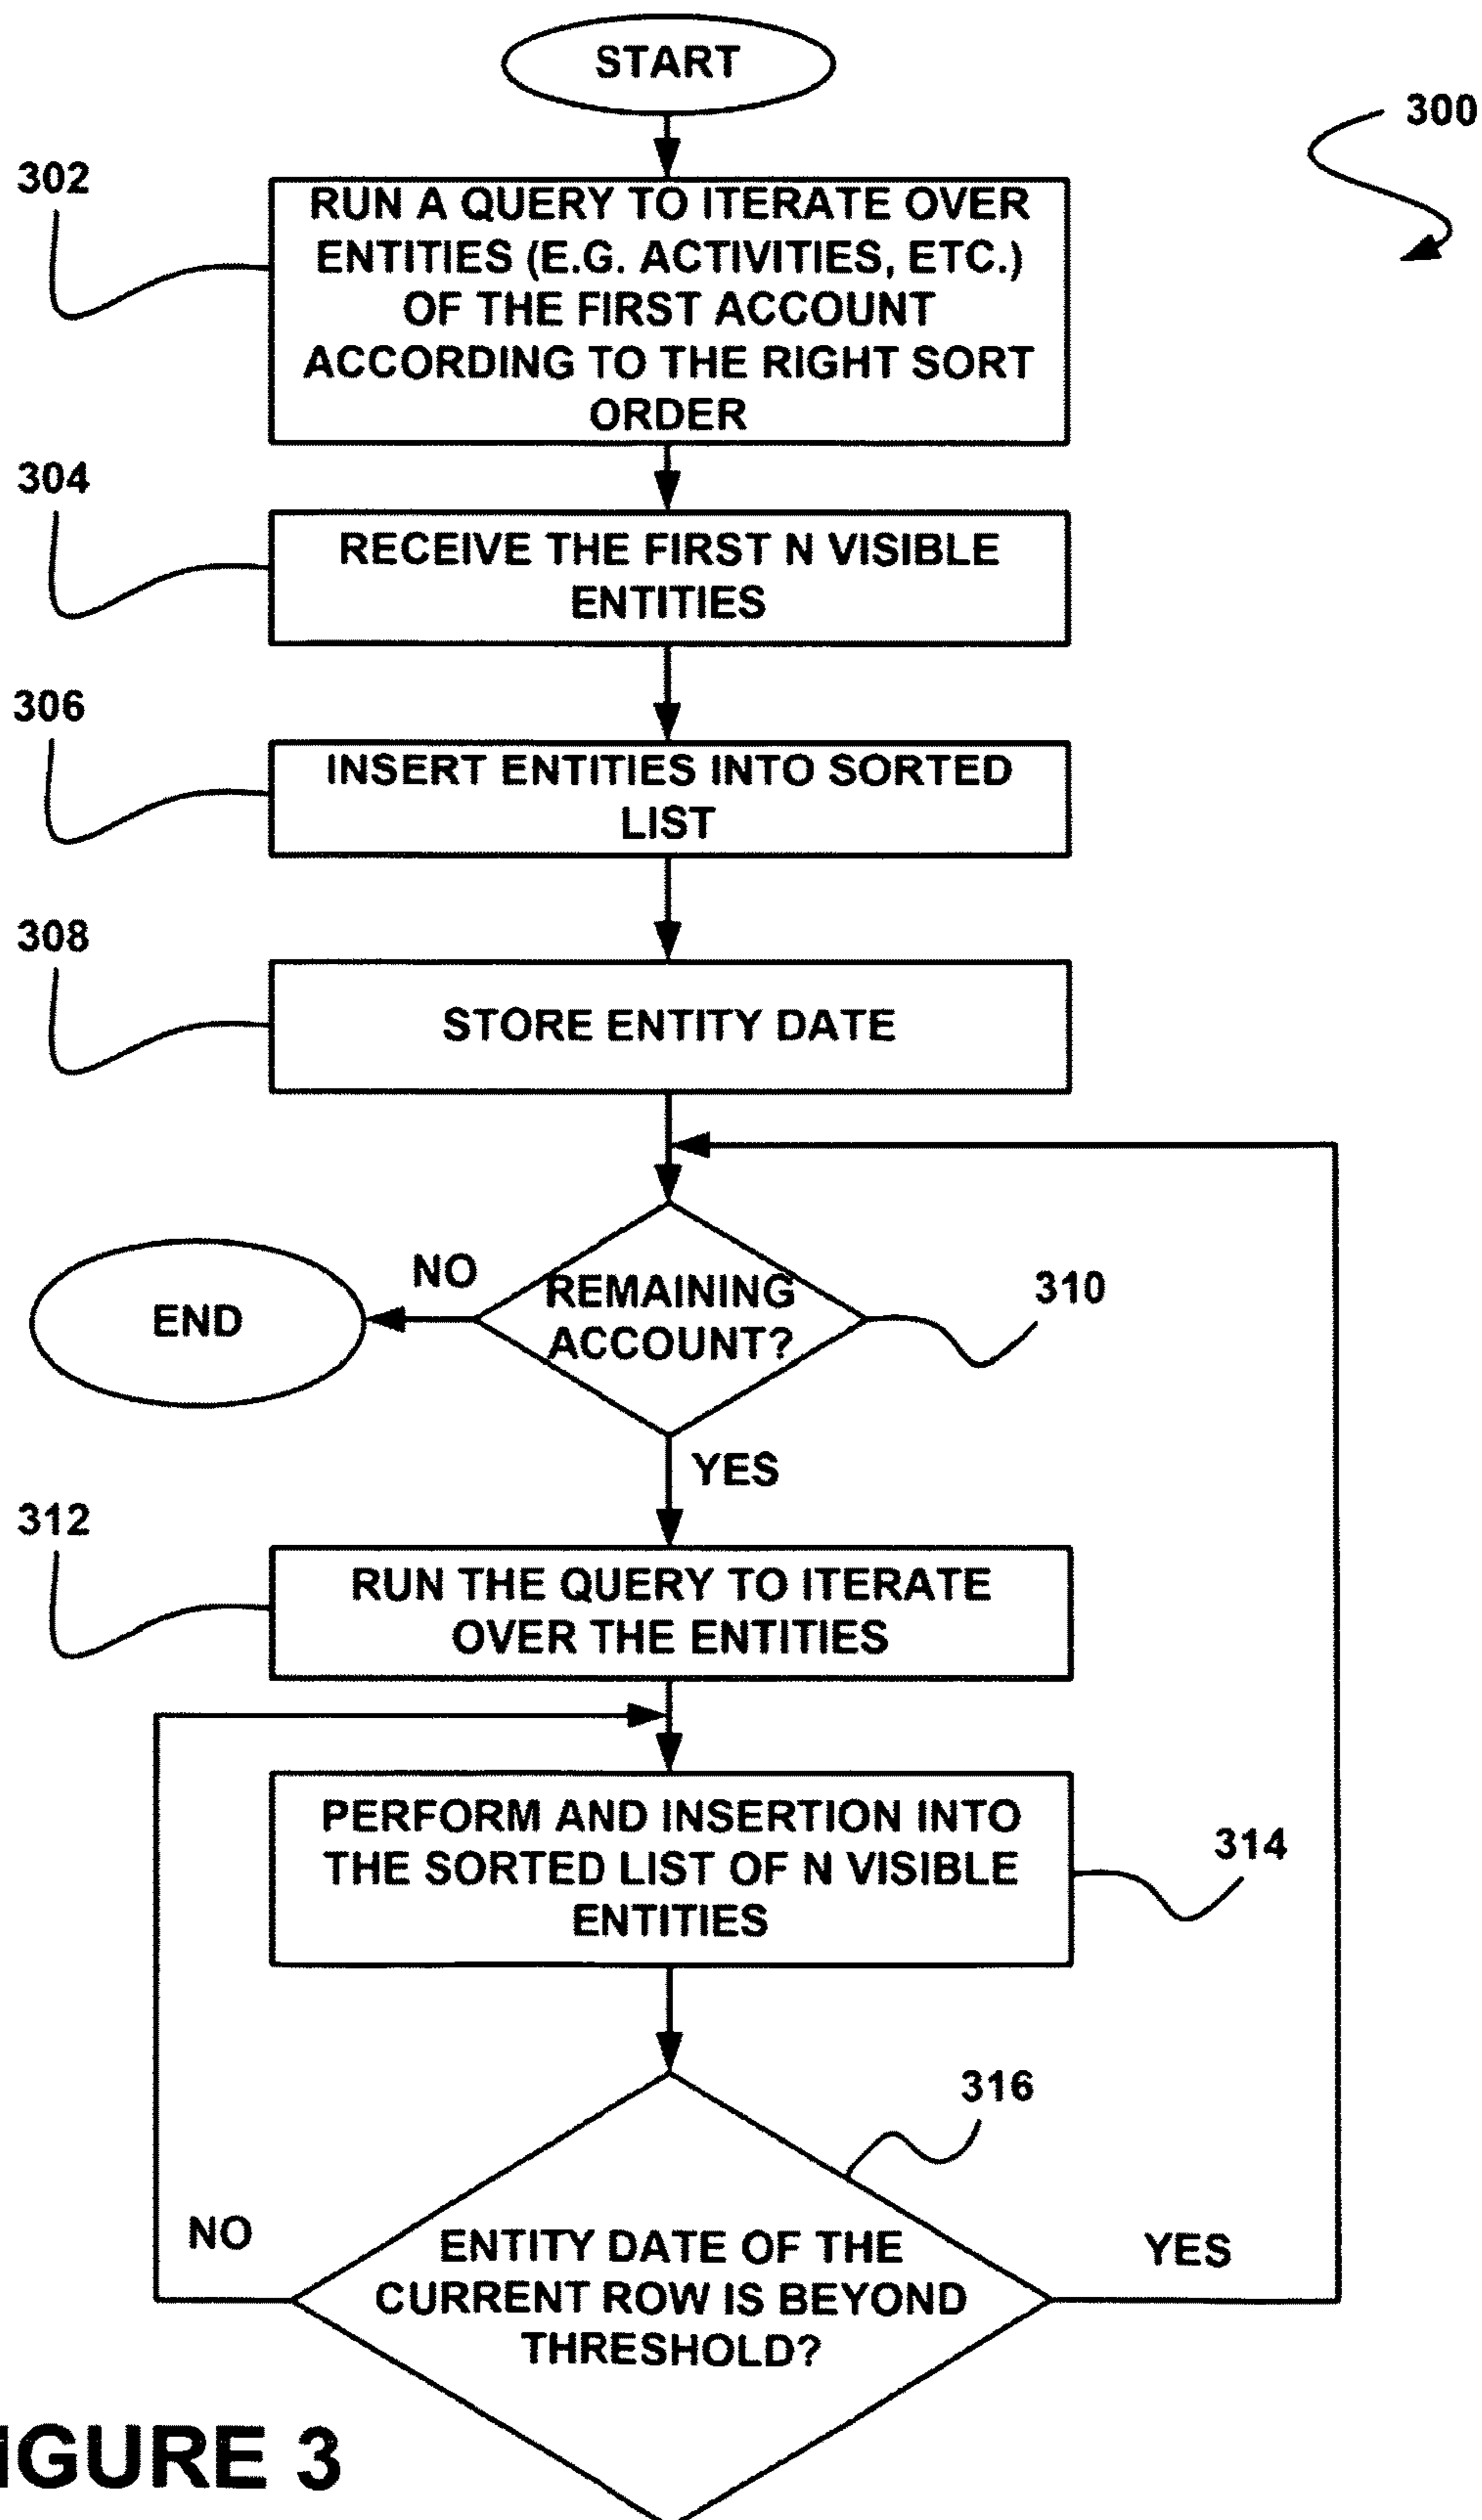 START
300
302
RUN A QUERY TO ITERATE OVER
ENTITIES (E.G. ACTIVITIES, ETC.)
OF THE FIRST ACCOUNT
ACCORDING TO THE RIGHT SORT
ORDER
304
RECEIVE THE FIRST N VISIBLE
ENTITIES
306
INSERT ENTITIES INTO SORTED
LIST
308
STORE ENTITY DATE
NO
END
REMAINING
ACCOUNT?
310
YES
312
RUN THE QUERY TO ITERATE
OVER THE ENTITIES
PERFORM AND INSERTION INTO
THE SORTED LIST OF N VISIBLE
ENTITIES
314
316
NO
ENTITY DATE OF THE
CURRENT ROW IS BEYOND
THRESHOLD?
YES
IGURE 3